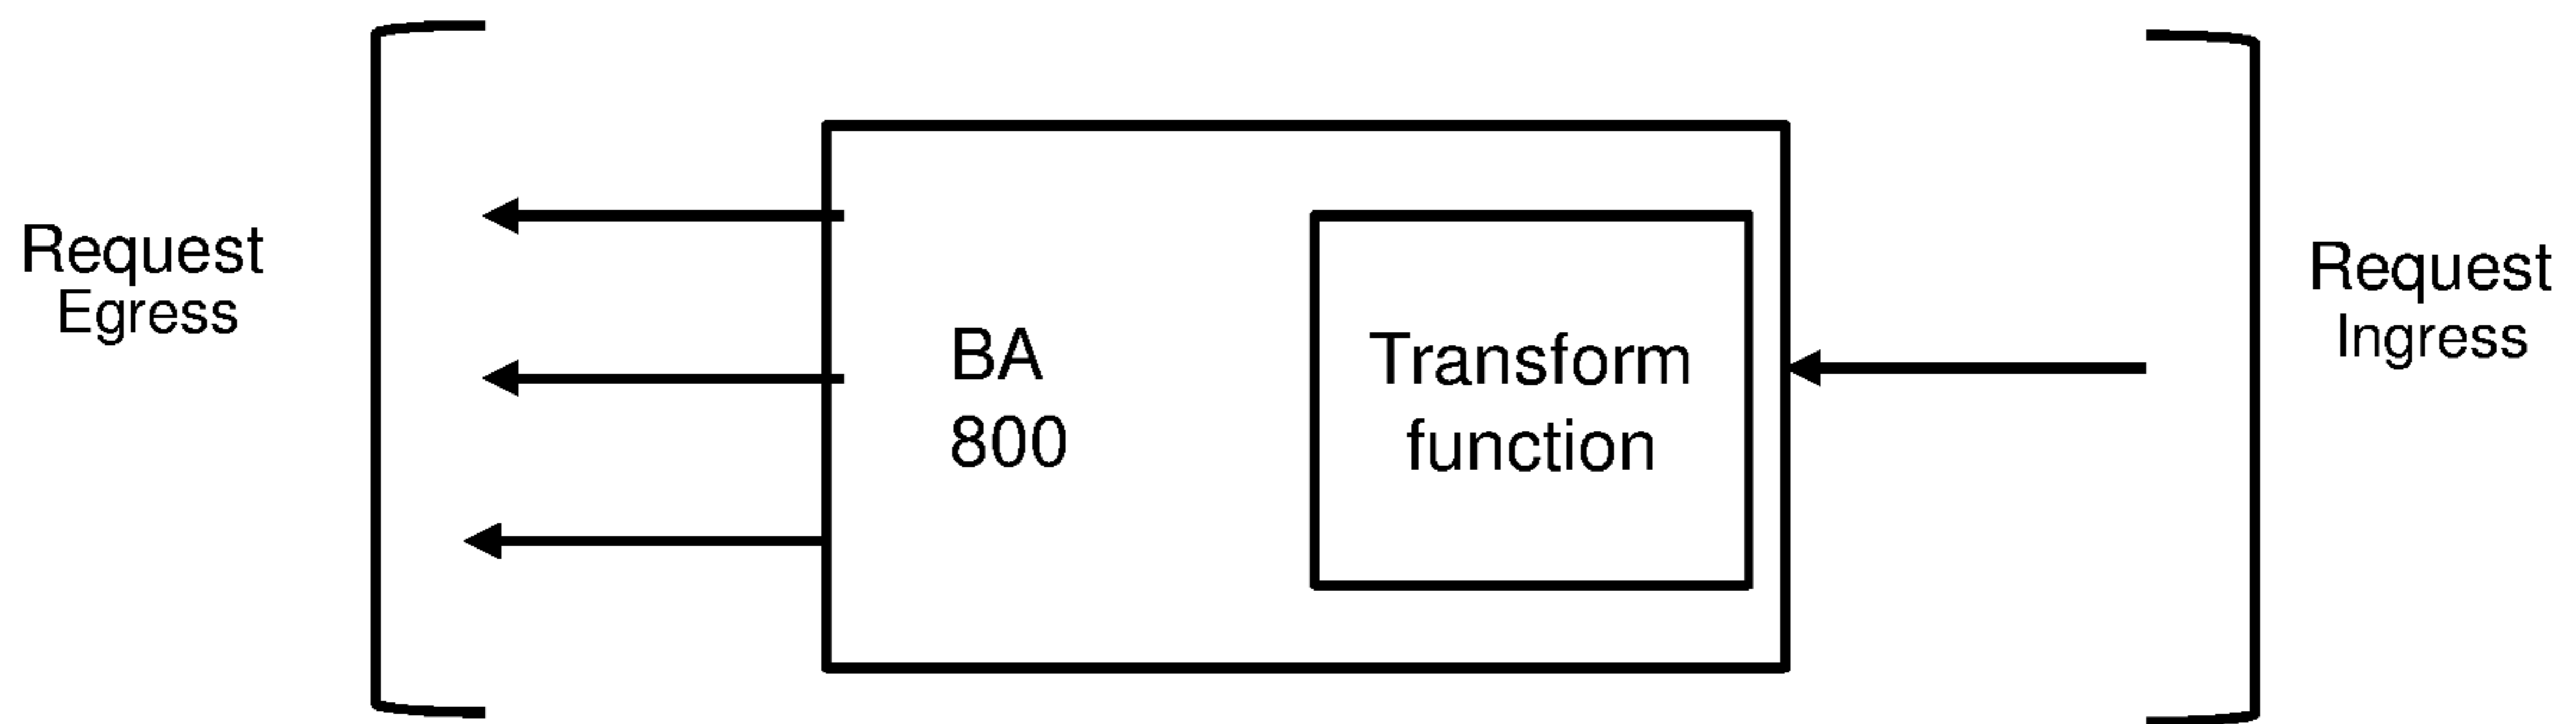 Request
Egress
BA
800
Transform
function
Request
Ingress